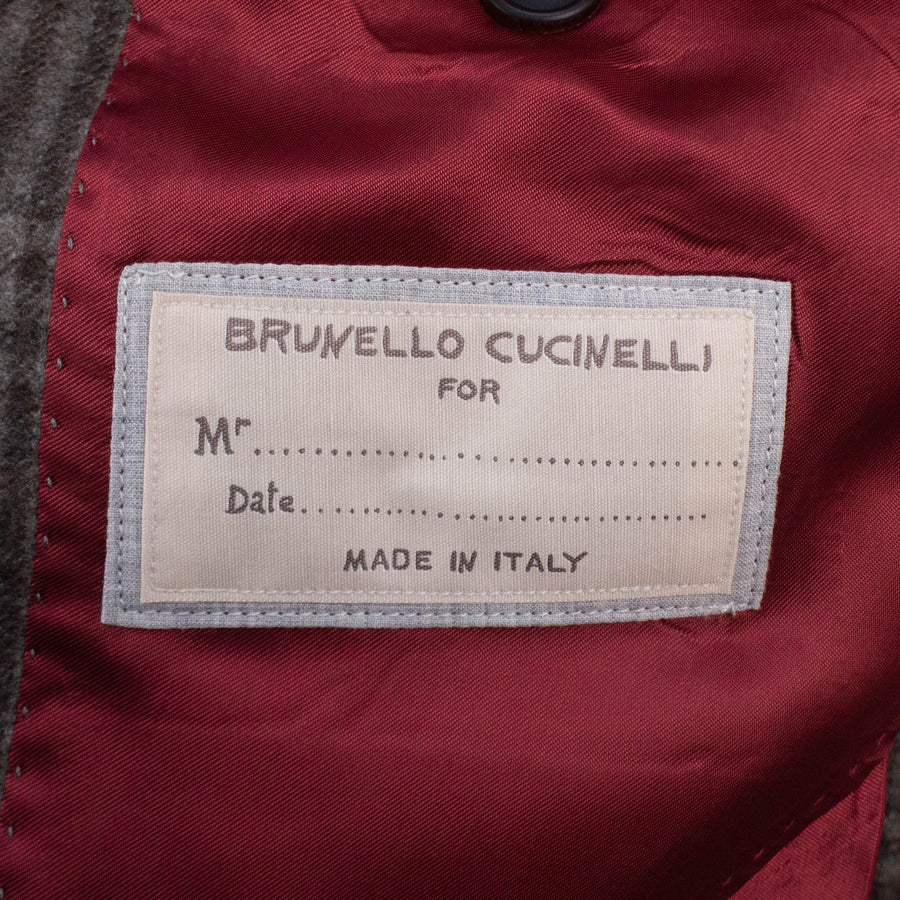 BRUNELLO CUCINELLI
FOR
Mr.............................................
Date.......................................
MADE IN ITALY